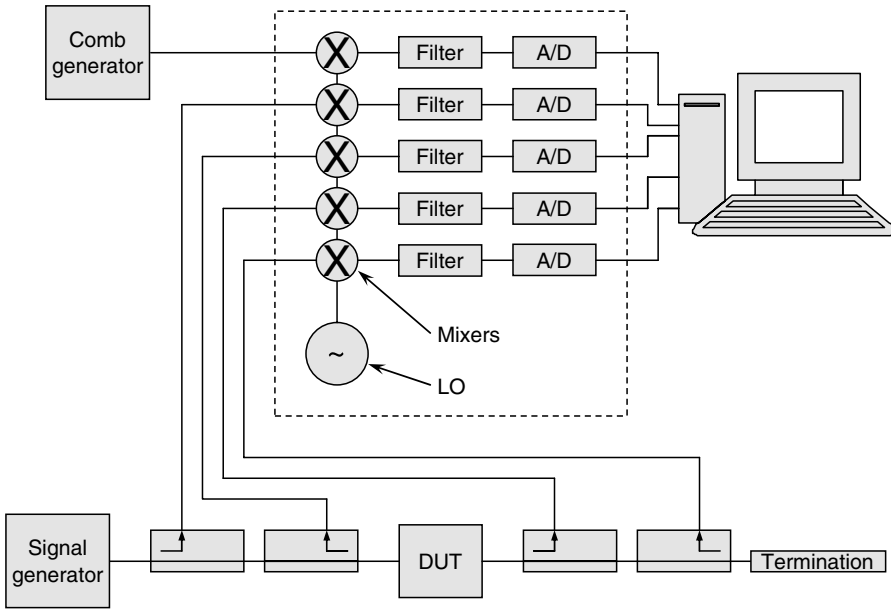 Comb
generator
X Filter A/D
X Filter A/D
X Filter A/D
X Filter A/D
X Filter A/D
Mixers
~
LO
Signal
generator
DUT
Termination